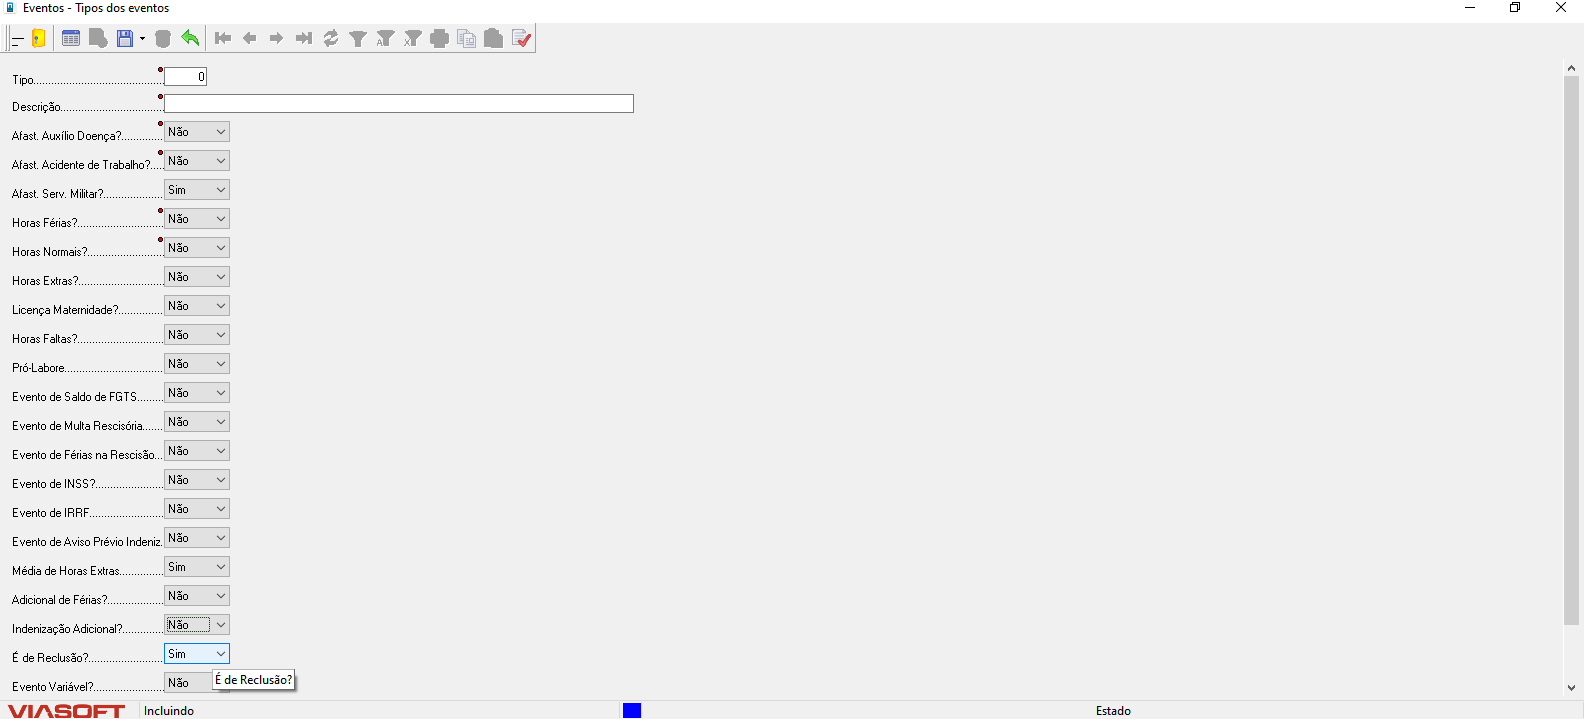 Eventos - Tipos dos eventos
Tipo 0
Descrição
Afast. Auxílio Doença? Não
Afast. Acidente de Trabalho? Não
Afast. Serv. Militar? Sim
Horas Férias? Não
Horas Normais? Não
Horas Extras? Não
Licença Maternidade? Não
Horas Faltas? Não
Pró-Labore Não
Evento de Saldo de FGTS Não
Evento de Multa Rescisória Não
Evento de Férias na Rescisão Não
Evento de INSS? Não
Evento de IRRF Não
Evento de Aviso Prévio Indeniz. Não
Média de Horas Extras Sim
Adicional de Férias? Não
Indenização Adicional? Não
É de Reclusão? Sim
É de Reclusão?
Evento Variável? Não
VIASOFT Incluindo Estado